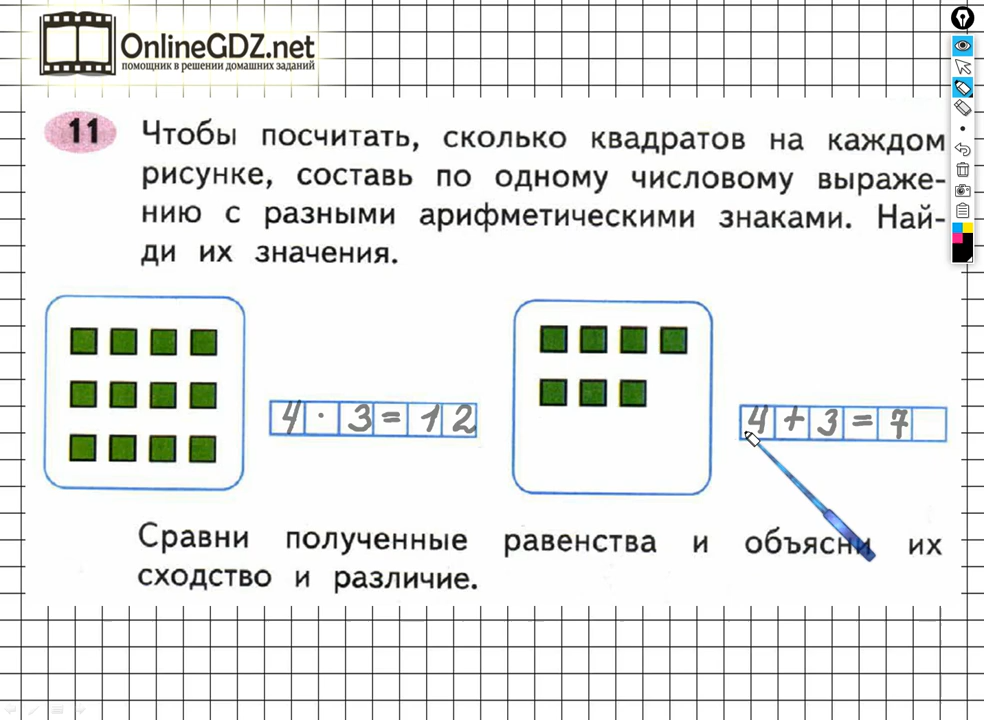 OnlineGDZ.net
помощник в решении домашних заданий
11 Чтобы посчитать, сколько квадратов на каждом
рисунке, составь по одному числовому выраже-
нию с разными арифметическими знаками. Най-
ди их значения.
4 · 3 = 1 2
4 + 3 = 7
Сравни полученные равенства и объясни их
сходство и различие.